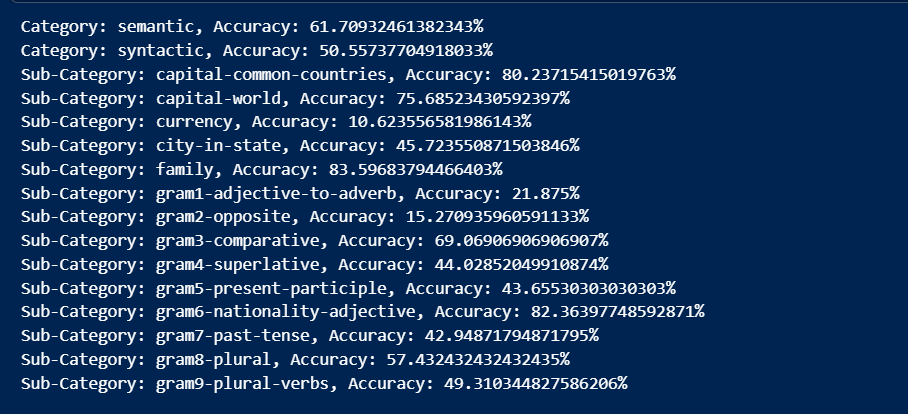 Category: semantic, Accuracy: 61.70932461382343%
Category: syntactic, Accuracy: 50.55737704918033%
Sub-Category: capital-common-countries, Accuracy: 80.23715415019763%
Sub-Category: capital-world, Accuracy: 75.68523430592397%
Sub-Category: currency, Accuracy: 10.623556581986143%
Sub-Category: city-in-state, Accuracy: 45.723550871503846%
Sub-Category: family, Accuracy: 83.59683794466403%
Sub-Category: gram1-adjective-to-adverb, Accuracy: 21.875%
Sub-Category: gram2-opposite, Accuracy: 15.270935960591133%
Sub-Category: gram3-comparative, Accuracy: 69.06906906906907%
Sub-Category: gram4-superlative, Accuracy: 44.02852049910874%
Sub-Category: gram5-present-participle, Accuracy: 43.65530303030303%
Sub-Category: gram6-nationality-adjective, Accuracy: 82.36397748592871%
Sub-Category: gram7-past-tense, Accuracy: 42.94871794871795%
Sub-Category: gram8-plural, Accuracy: 57.432432432432435%
Sub-Category: gram9-plural-verbs, Accuracy: 49.310344827586206%